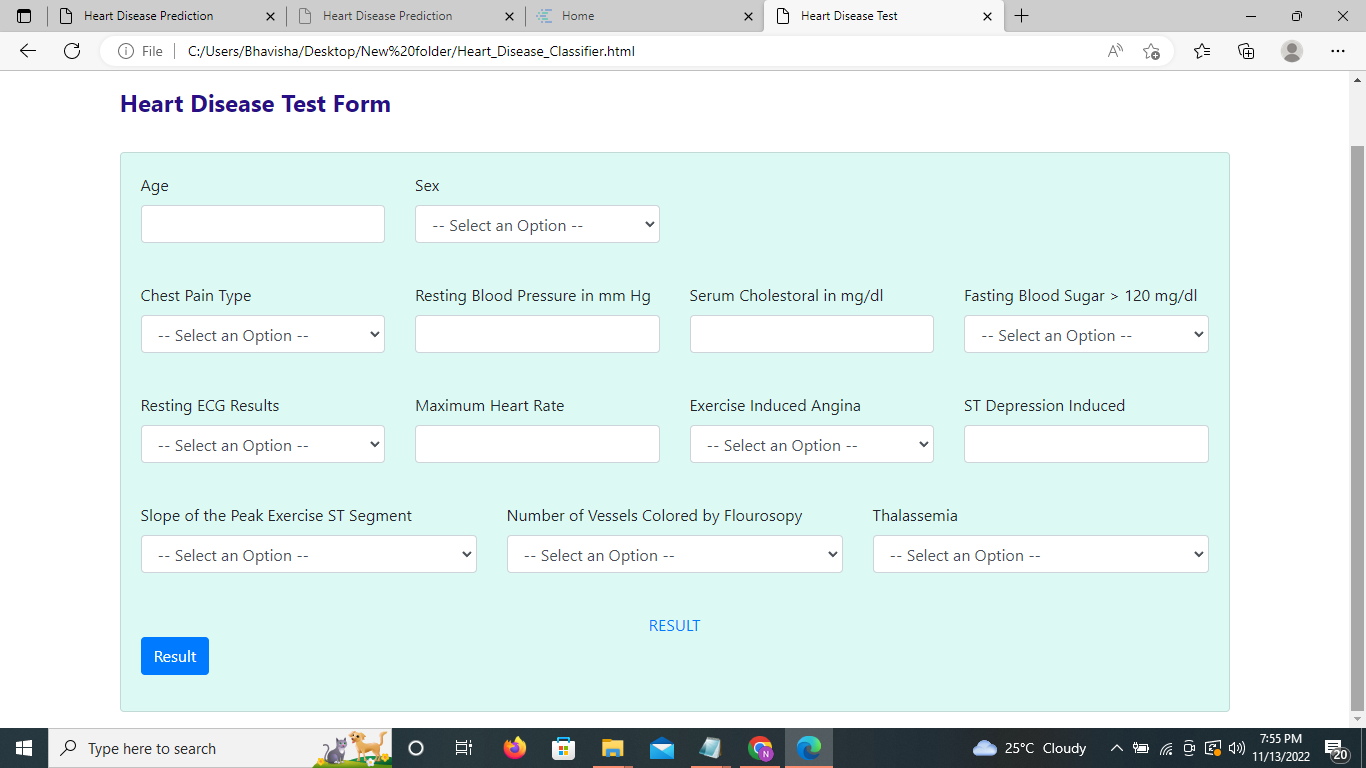 Heart Disease Prediction
Heart Disease Prediction
Home
Heart Disease Test
File
C:/Users/Bhavisha/Desktop/New%20folder/Heart_Disease_Classifier.html
Heart Disease Test Form
Age Sex
-- Select an Option --
Chest Pain Type Resting Blood Pressure in mm Hg Serum Cholestoral in mg/dl Fasting Blood Sugar > 120 mg/dl
-- Select an Option -- -- Select an Option --
Resting ECG Results Maximum Heart Rate Exercise Induced Angina ST Depression Induced
-- Select an Option -- -- Select an Option --
Slope of the Peak Exercise ST Segment Number of Vessels Colored by Flourosopy Thalassemia
-- Select an Option -- -- Select an Option -- -- Select an Option --
RESULT
Result
Type here to search
N
25°C Cloudy
7:55 PM
11/13/2022
20